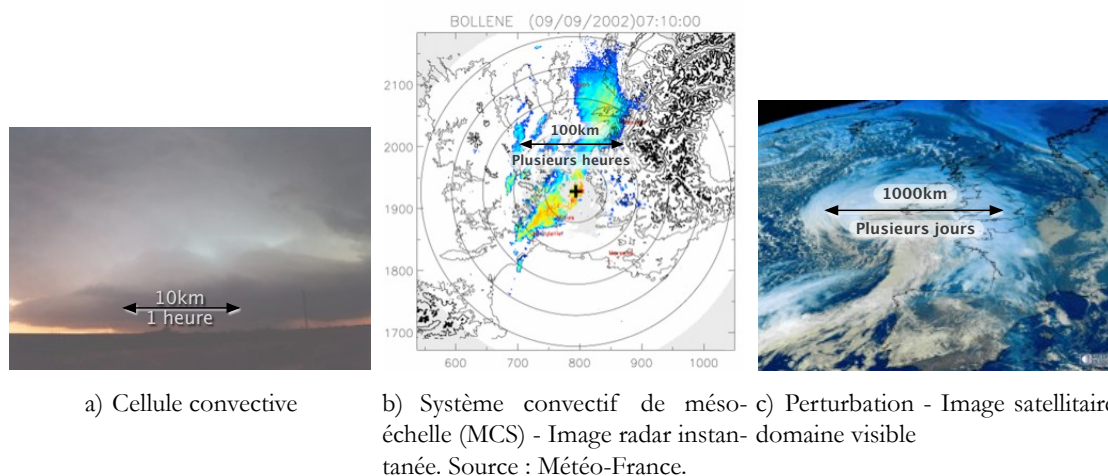 BOLLENE (09/09/2002)07:10:00
2100
2000
1900
1800
1700
600 700 800 900 1000
100km
Plusieurs heures
10km
1 heure
1000km
Plusieurs jours
a) Cellule convective
b) Système convectif de méso-
échelle (MCS) - Image radar instan-
tanée. Source : Météo-France.
c) Perturbation - Image satellitaire
domaine visible